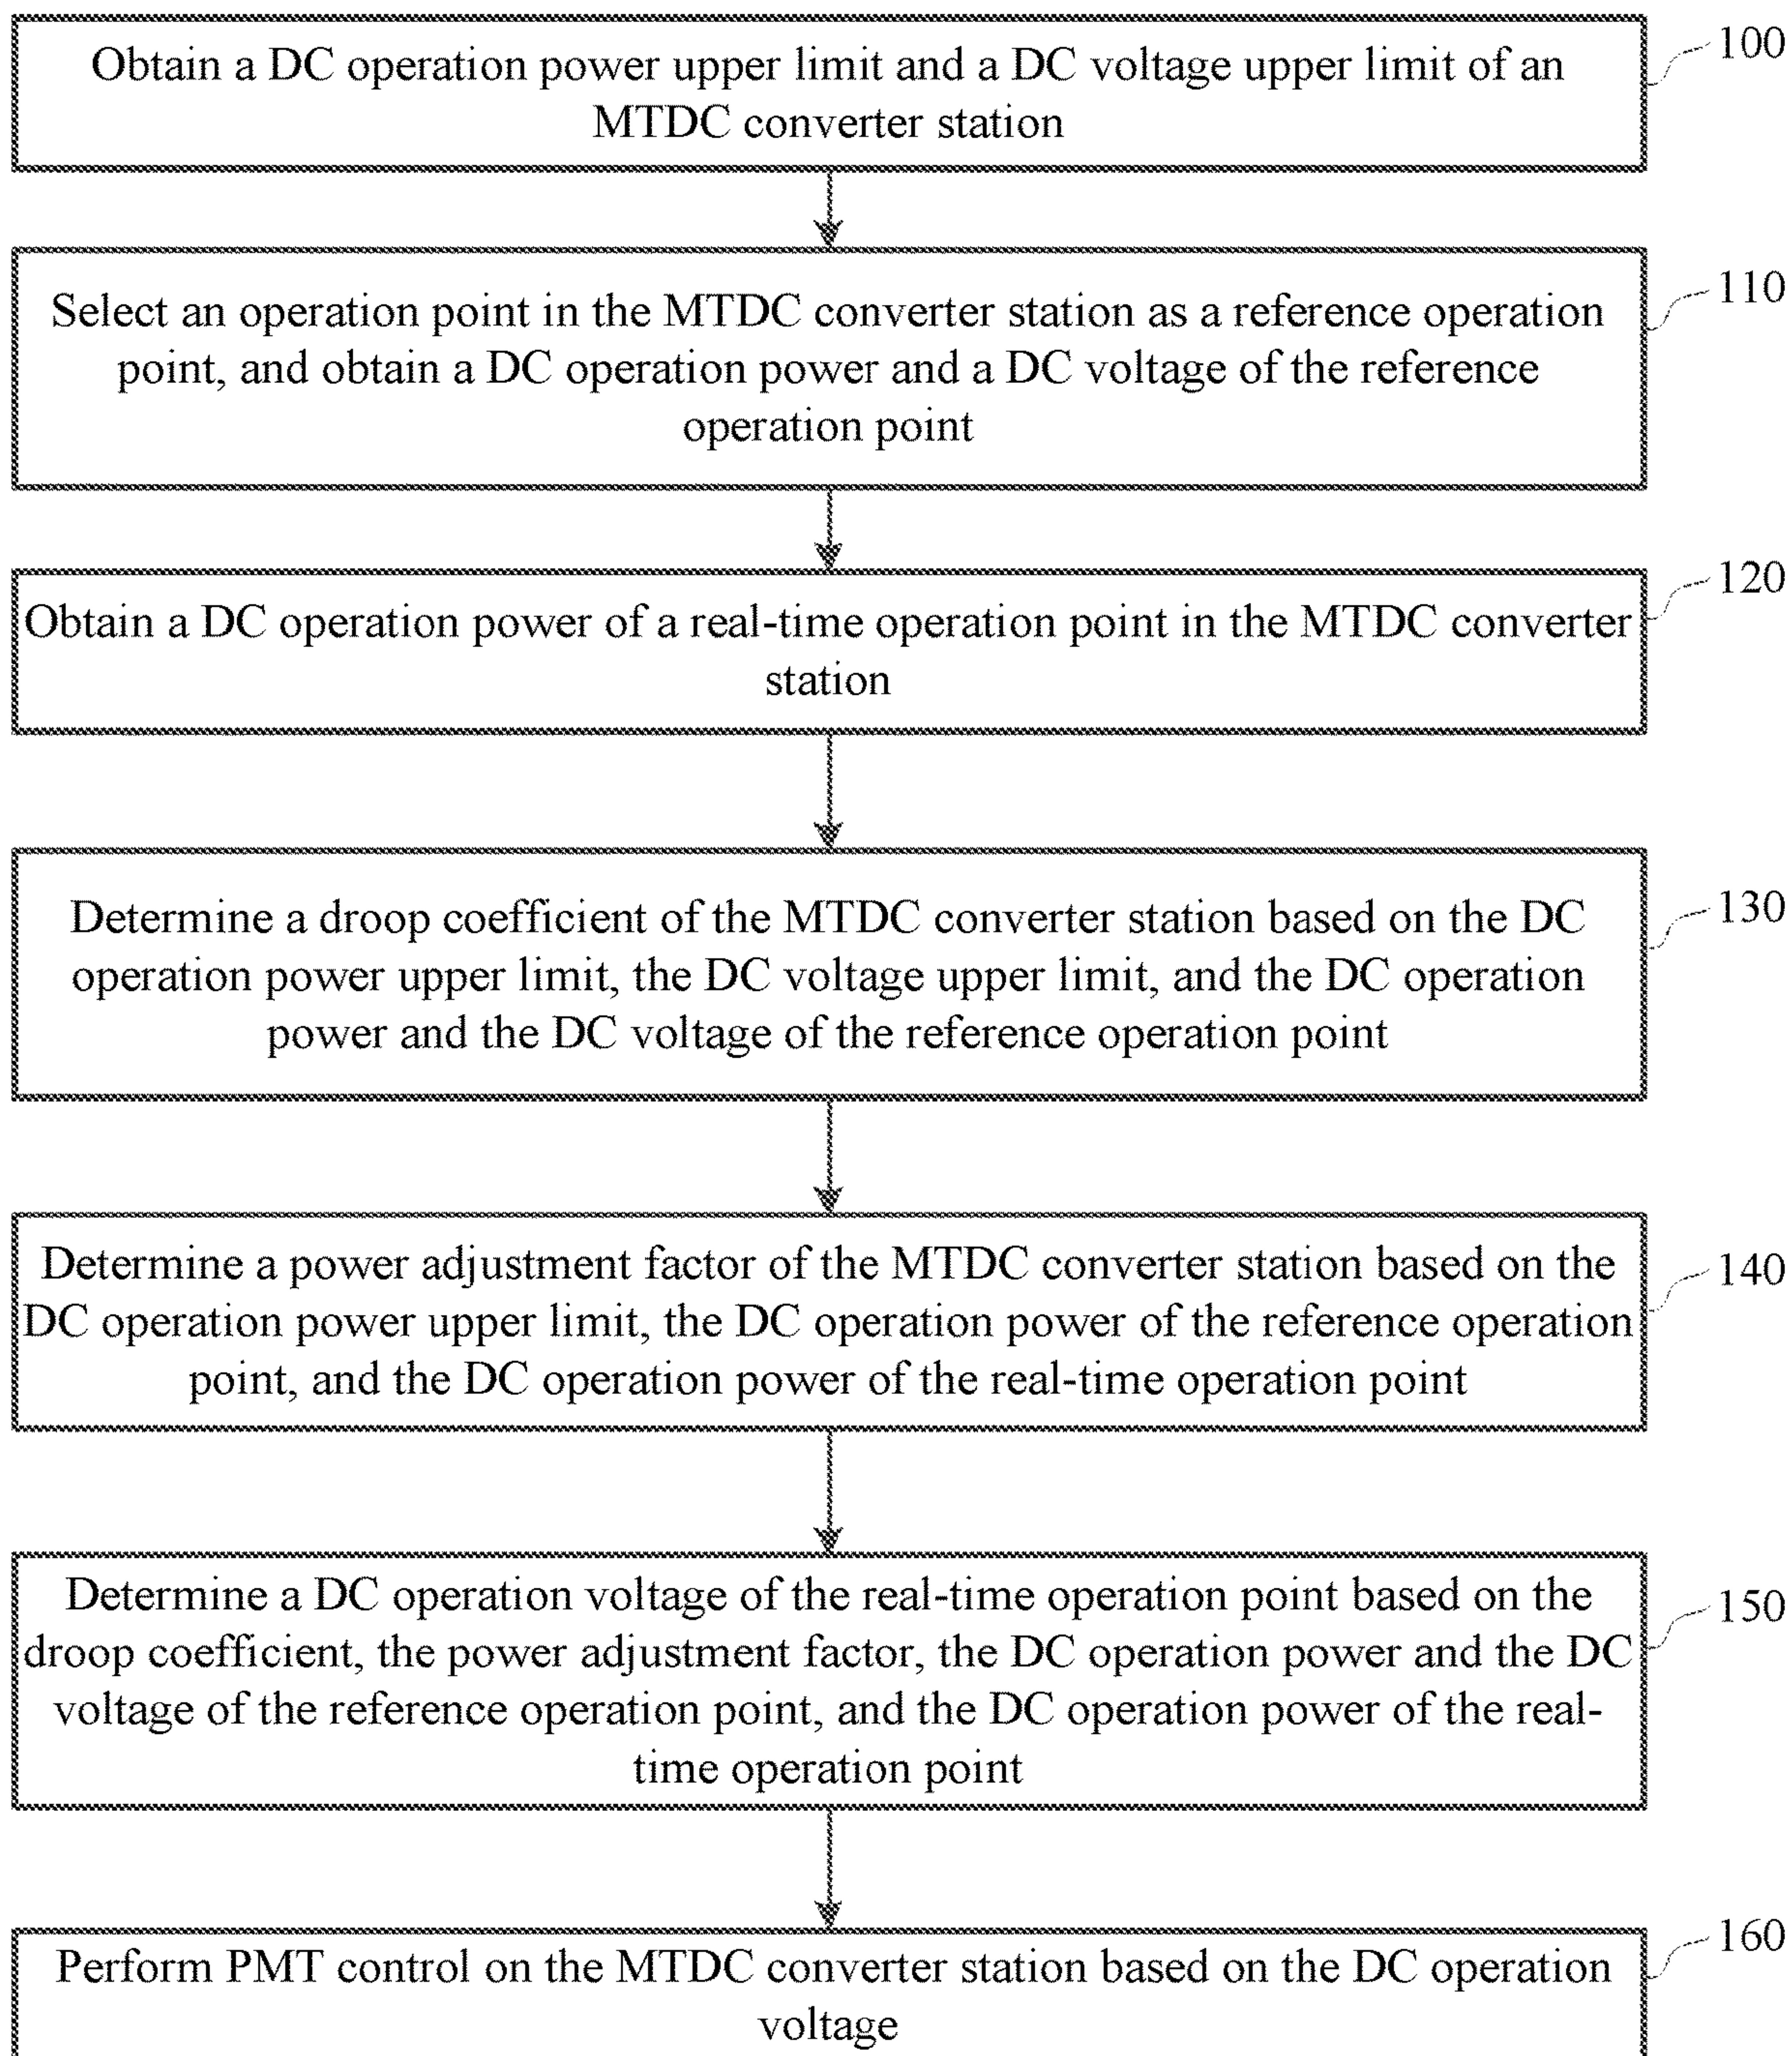 100
Obtain a DC operation power upper limit and a DC voltage upper limit of an
MTDC converter station
110
Select an operation point in the MTDC converter station as a reference operation
point, and obtain a DC operation power and a DC voltage of the reference
operation point
120
Obtain a DC operation power of a real-time operation point in the MTDC converter
station
130
Determine a droop coefficient of the MTDC converter station based on the DC
operation power upper limit, the DC voltage upper limit, and the DC operation
power and the DC voltage of the reference operation point
140
Determine a power adjustment factor of the MTDC converter station based on the
DC operation power upper limit, the DC operation power of the reference operation
point, and the DC operation power of the real-time operation point
150
Determine a DC operation voltage of the real-time operation point based on the
droop coefficient, the power adjustment factor, the DC operation power and the DC
voltage of the reference operation point, and the DC operation power of the real-
time operation point
160
Perform PMT control on the MTDC converter station based on the DC operation
voltage